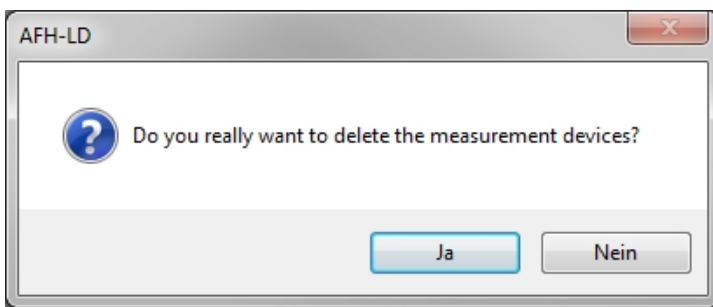 AFH-LD
Do you really want to delete the measurement devices?
Ja Nein